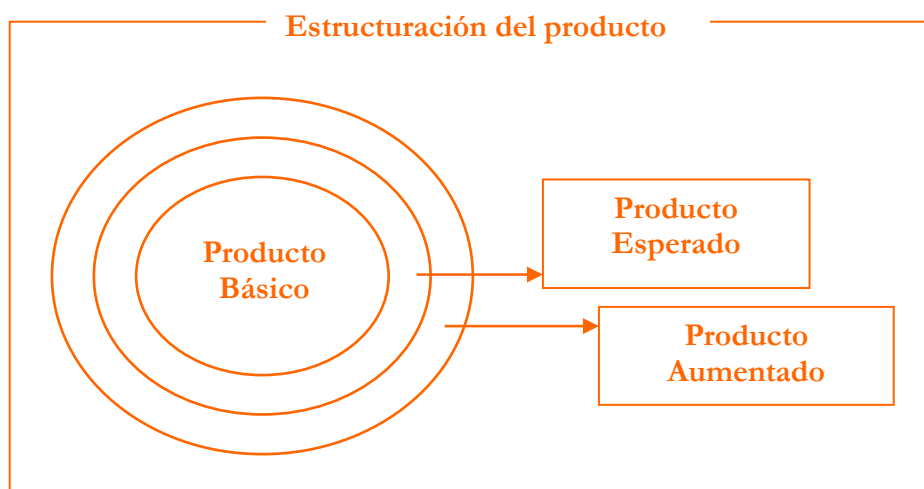 Estructuración del producto
Producto
Básico
Producto
Esperado
Producto
Aumentado